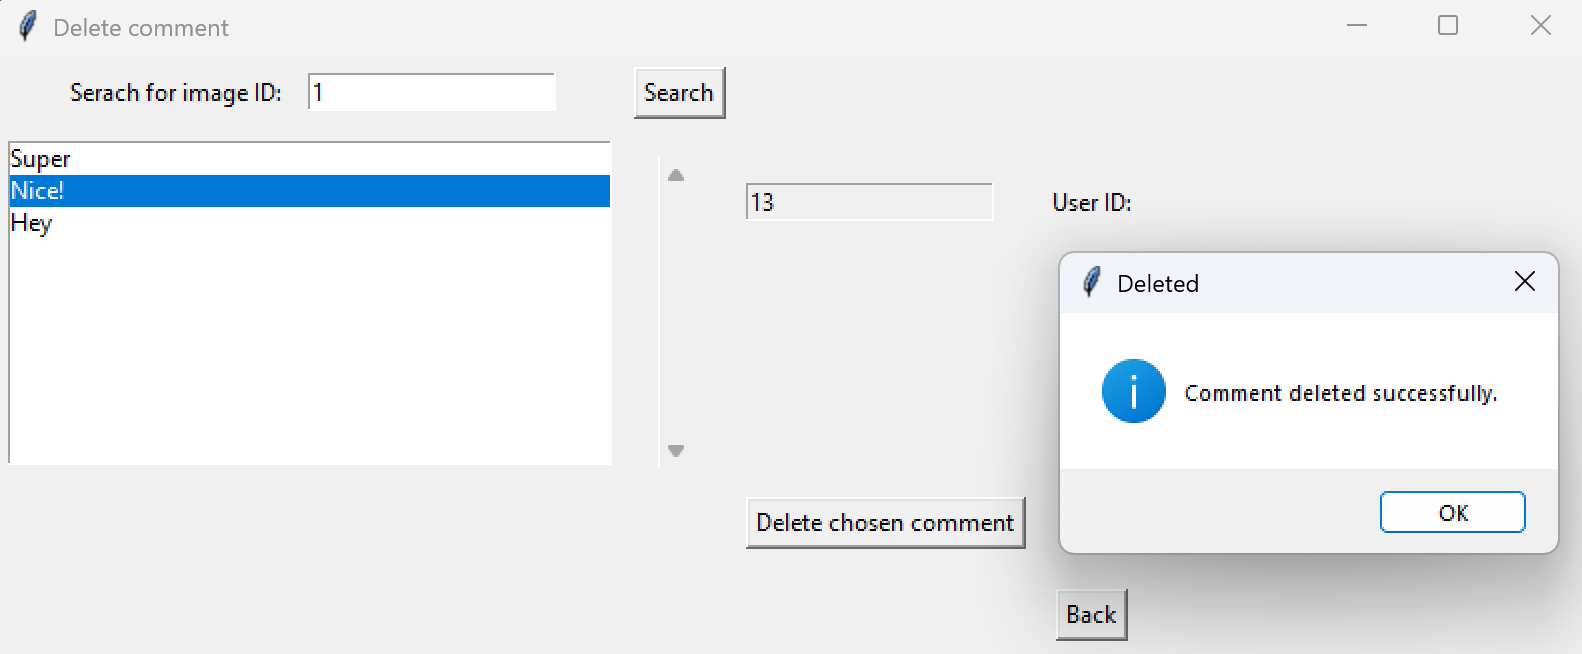 Delete comment
Serach for image ID: 1 Search
Super
Nice!
Hey
13 User ID:
Deleted
Comment deleted successfully.
OK
Delete chosen comment
Back